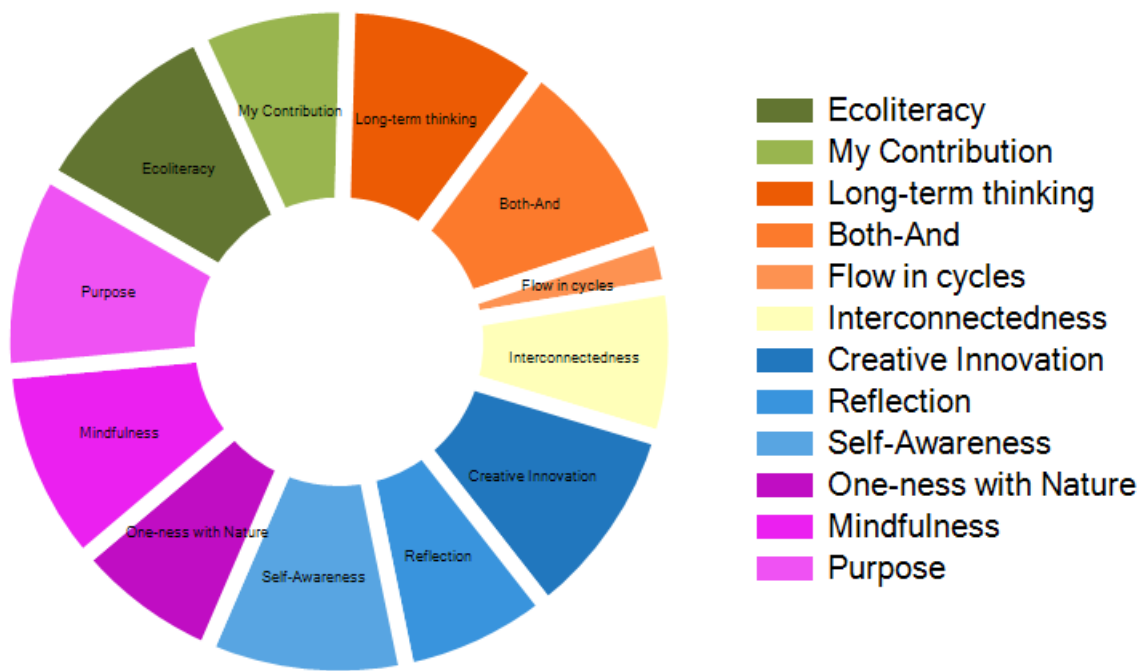 My Contribution
Long-term thinking
Ecoliteracy
Both-And
Purpose
Flow in cycles
Interconnectedness
Mindfulness
Creative Innovation
One-ness with Nature
Reflection
Self-Awareness
Ecoliteracy
My Contribution
Long-term thinking
Both-And
Flow in cycles
Interconnectedness
Creative Innovation
Reflection
Self-Awareness
One-ness with Nature
Mindfulness
Purpose